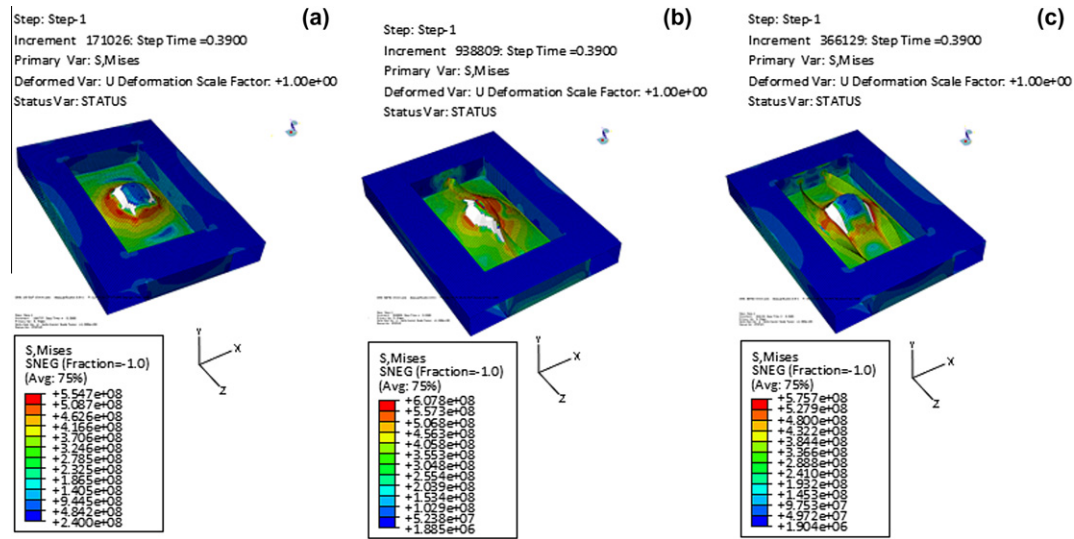 (a)
Step: Step-1
Increment 171026: Step Time =0.3900
Primary Var: S,Mises
Deformed Var: U Deformation Scale Factor: +1.00e+00
Status Var: STATUS
Y
X
Z
S,Mises
SNEG (Fraction=-1.0)
(Avg: 75%)
+5.547e+08
+5.087e+08
+4.626e+08
+4.166e+08
+3.706e+08
+3.246e+08
+2.785e+08
+2.325e+08
+1.865e+08
+1.405e+08
+9.445e+08
+4.842e+08
+2.400e+08
(b)
Step: Step-1
Increment 938809: Step Time =0.3900
Primary Var: S,Mises
Deformed Var: U Deformation Scale Factor: +1.00e+00
Status Var: STATUS
Y
X
Z
S,Mises
SNEG (Fraction=-1.0)
(Avg: 75%)
+6.078e+08
+5.573e+08
+5.068e+08
+4.563e+08
+4.058e+08
+3.553e+08
+3.048e+08
+2.554e+08
+2.039e+08
+1.534e+08
+1.029e+08
+5.238e+07
+1.885e+06
(c)
Step: Step-1
Increment 366129: Step Time =0.3900
Primary Var: S,Mises
Deformed Var: U Deformation Scale Factor: +1.00e+00
Status Var: STATUS
Y
X
Z
S,Mises
SNEG (Fraction=-1.0)
(Avg: 75%)
+5.757e+08
+5.279e+08
+4.800e+08
+4.322e+08
+3.844e+08
+3.366e+08
+2.888e+08
+2.410e+08
+1.932e+08
+1.453e+08
+9.753e+07
+4.972e+07
+1.904e+06